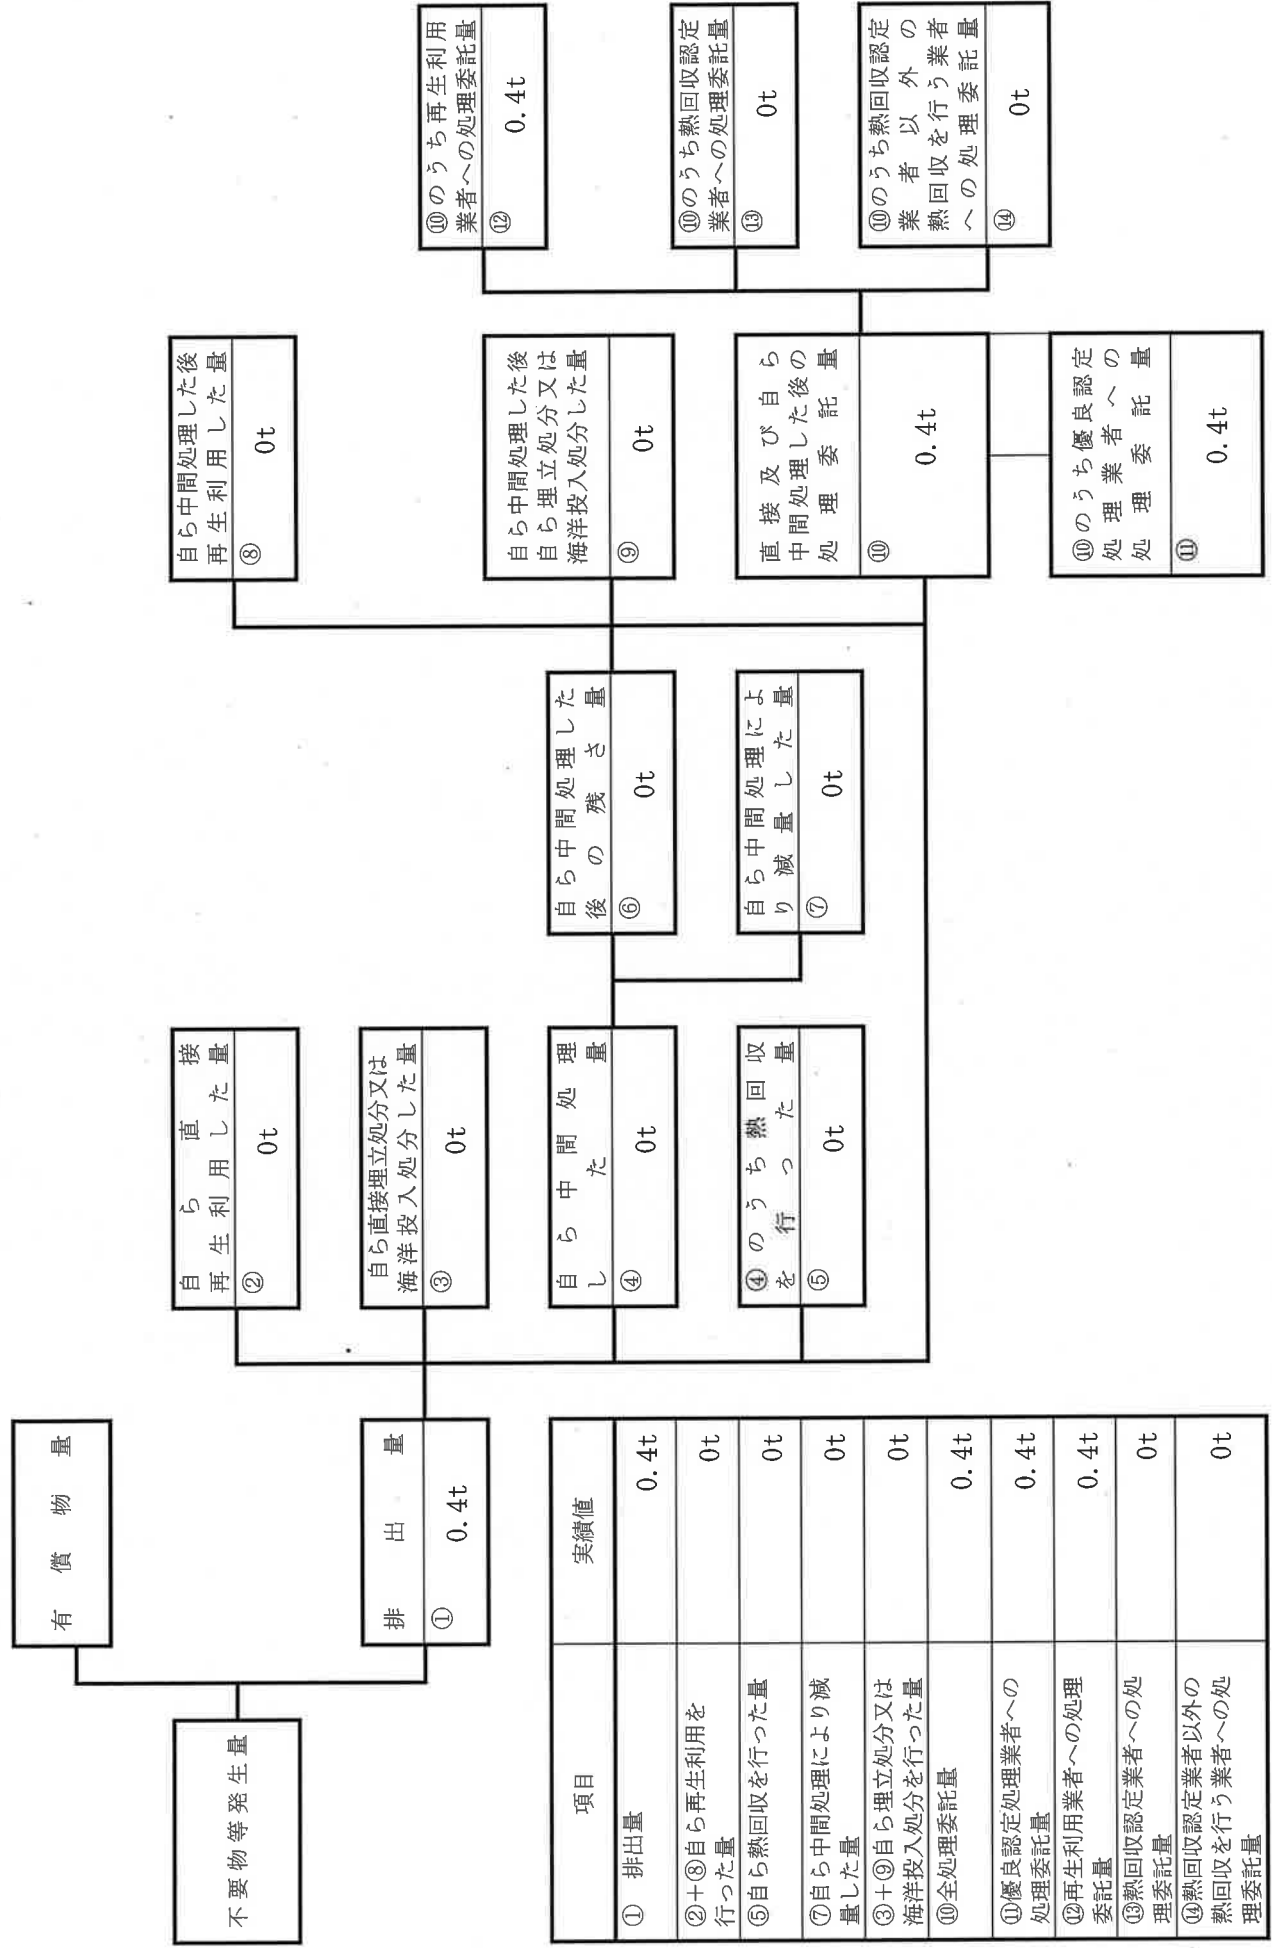 不要物等発生量
有償物量
排出量
① 0.4t
自ら直接
再生利用した量
② 0t
自ら直接埋立処分又は
海洋投入処分した量
③ 0t
自ら中間処理
した量
④ 0t
④のうち熱回収
を行った量
⑤ 0t
自ら中間処理した
後の残さ量
⑥ 0t
自ら中間処理によ
り減量した量
⑦ 0t
自ら中間処理した後
再生利用した量
⑧ 0t
自ら中間処理した後
自ら埋立処分又は
海洋投入処分した量
⑨ 0t
直接及び自ら
中間処理した後の
処理委託量
⑩ 0.4t
⑩のうち優良認定
処理業者への
処理委託量
⑪ 0.4t
⑩のうち再生利用
業者への処理委託量
⑫ 0.4t
⑩のうち熱回収認定
業者への処理委託量
⑬ 0t
⑩のうち熱回収認定
業者以外の
熱回収を行う業者
への処理委託量
⑭ 0t
項目 実績値
① 排出量 0.4t
②+⑧自ら再生利用を
行った量 0t
⑤自ら熱回収を行った量 0t
⑦自ら中間処理により減
量した量 0t
③+⑨自ら埋立処分又は
海洋投入処分を行った量 0t
⑩全処理委託量 0.4t
⑪優良認定処理業者への
処理委託量 0.4t
⑫再生利用業者への処理
委託量 0.4t
⑬熱回収認定業者への処
理委託量 0t
⑭熱回収認定業者以外の
熱回収を行う業者への処
理委託量 0t